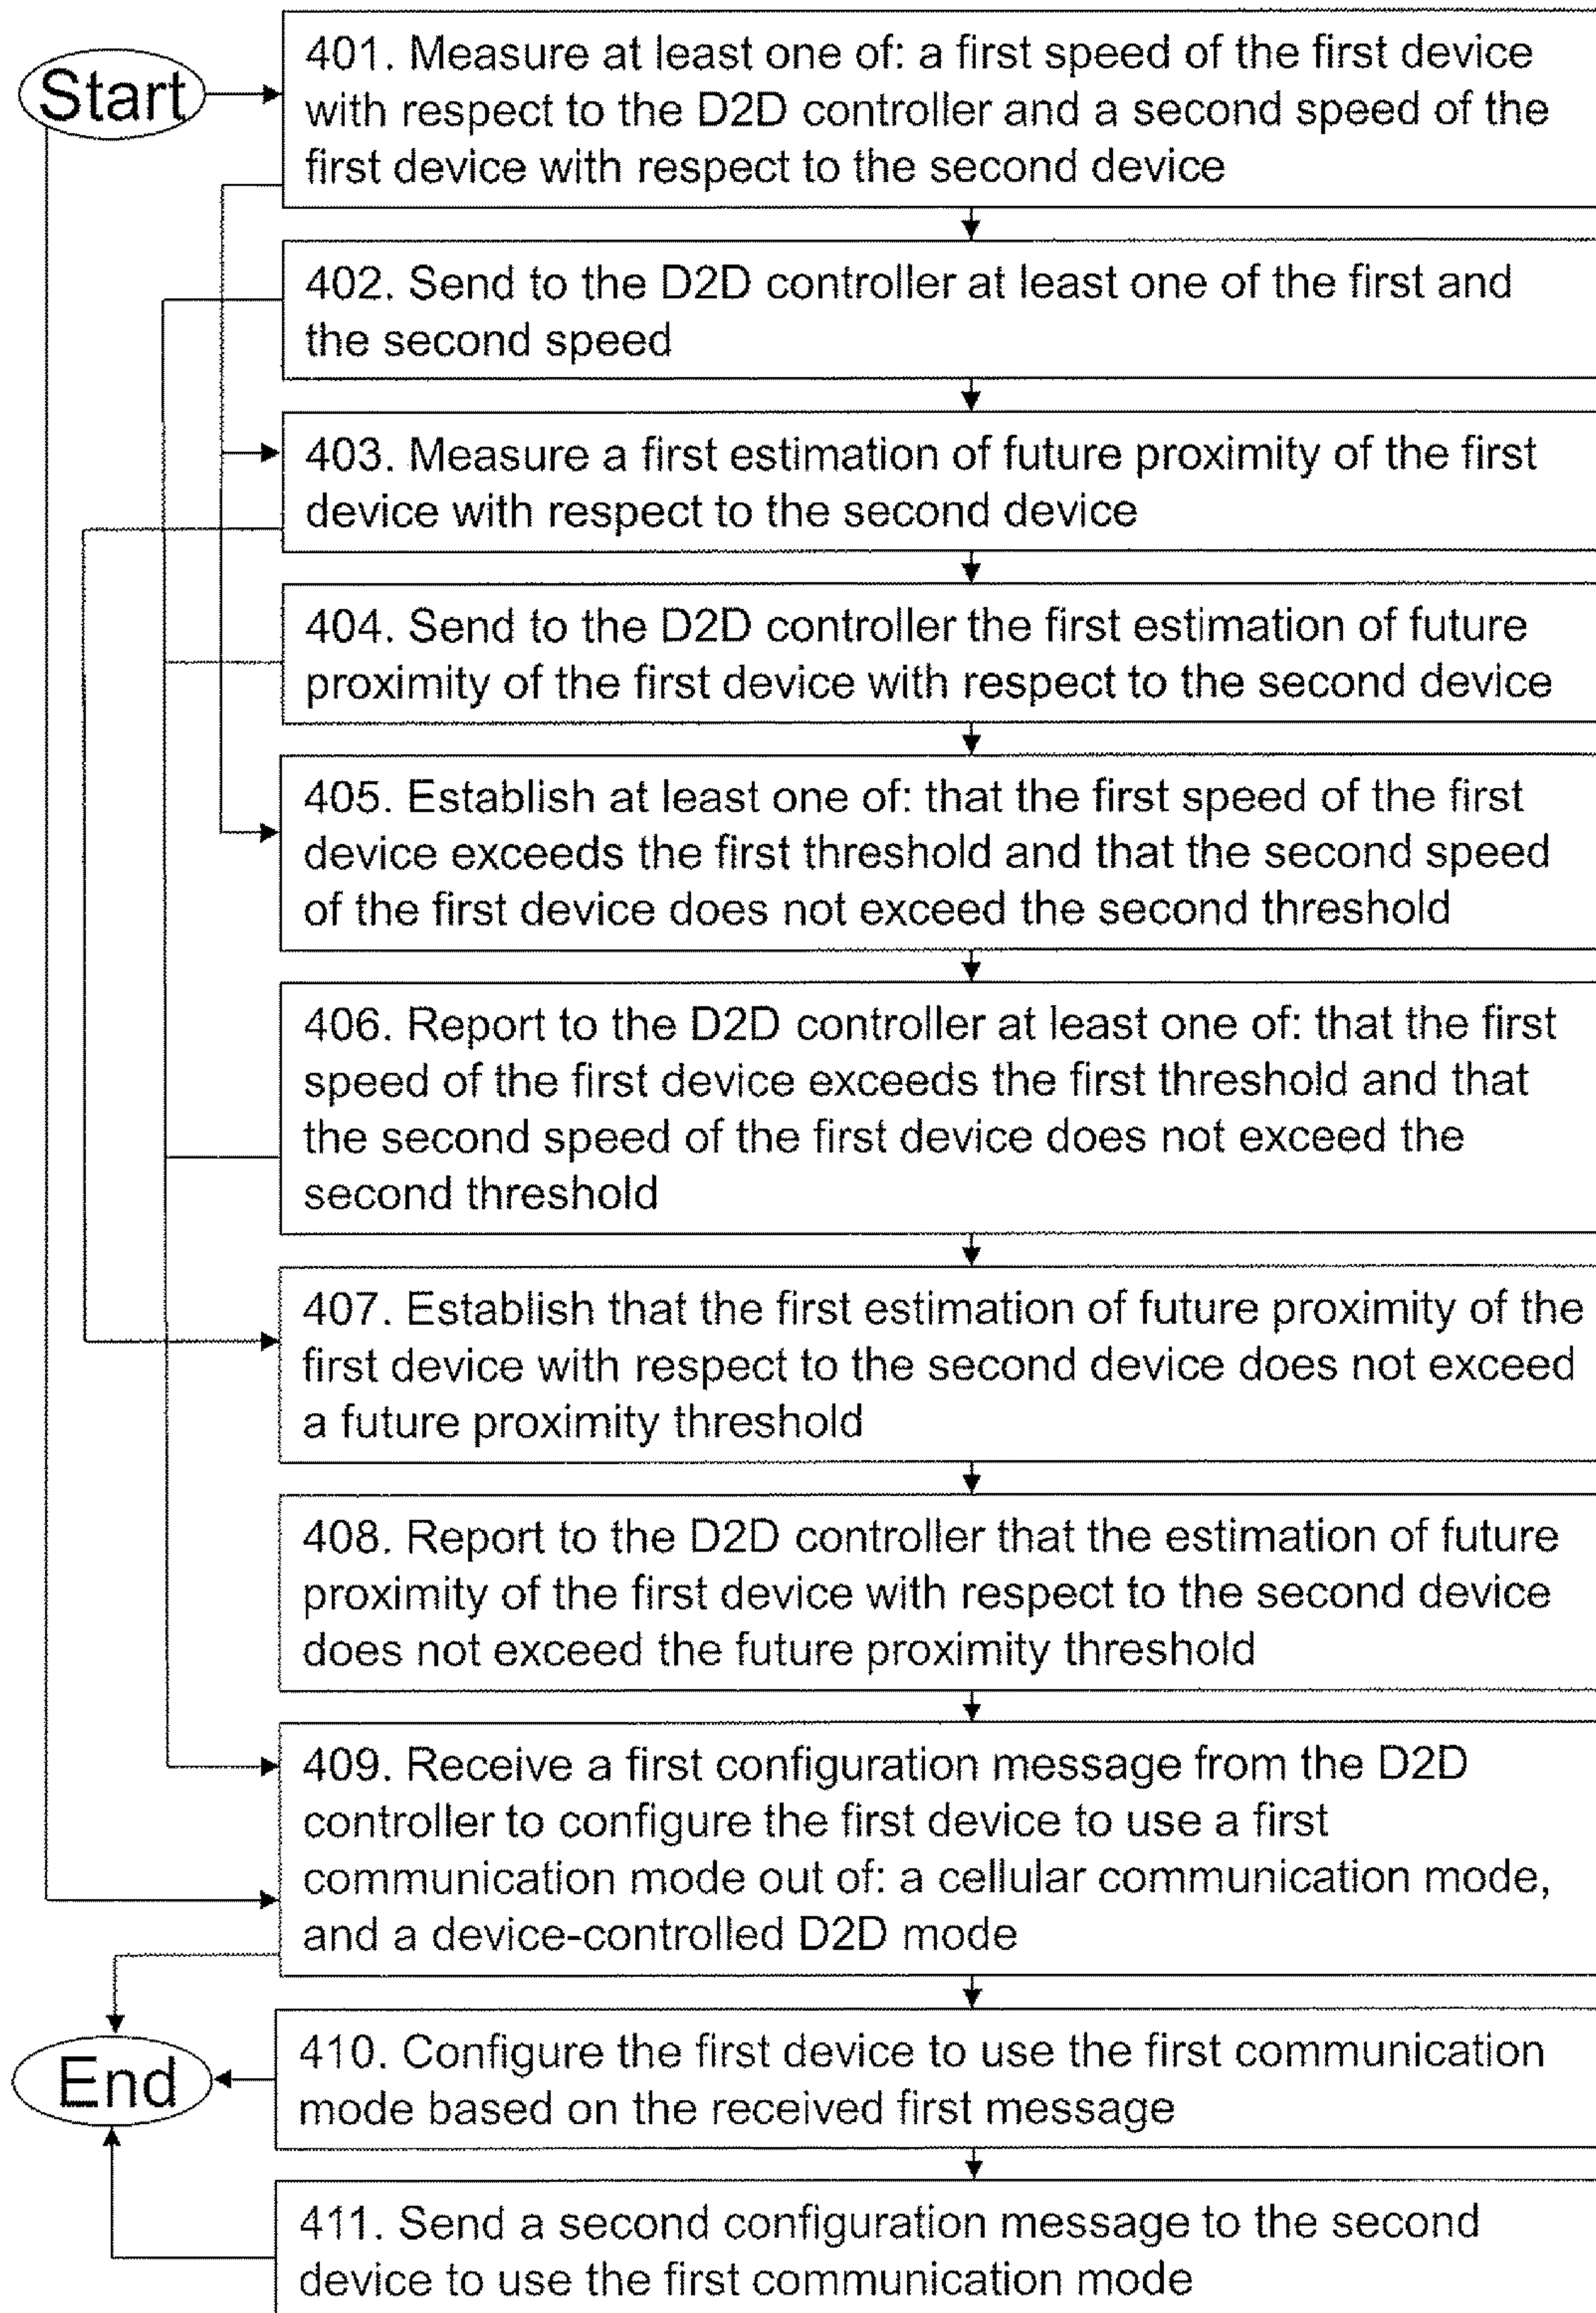 Start
401. Measure at least one of: a first speed of the first device
with respect to the D2D controller and a second speed of the
first device with respect to the second device
402. Send to the D2D controller at least one of the first and
the second speed
403. Measure a first estimation of future proximity of the first
device with respect to the second device
404. Send to the D2D controller the first estimation of future
proximity of the first device with respect to the second device
405. Establish at least one of: that the first speed of the first
device exceeds the first threshold and that the second speed
of the first device does not exceed the second threshold
406. Report to the D2D controller at least one of: that the first
speed of the first device exceeds the first threshold and that
the second speed of the first device does not exceed the
second threshold
407. Establish that the first estimation of future proximity of the
first device with respect to the second device does not exceed
a future proximity threshold
408. Report to the D2D controller that the estimation of future
proximity of the first device with respect to the second device
does not exceed the future proximity threshold
409. Receive a first configuration message from the D2D
controller to configure the first device to use a first
communication mode out of: a cellular communication mode,
and a device-controlled D2D mode
End
410. Configure the first device to use the first communication
mode based on the received first message
411. Send a second configuration message to the second
device to use the first communication mode